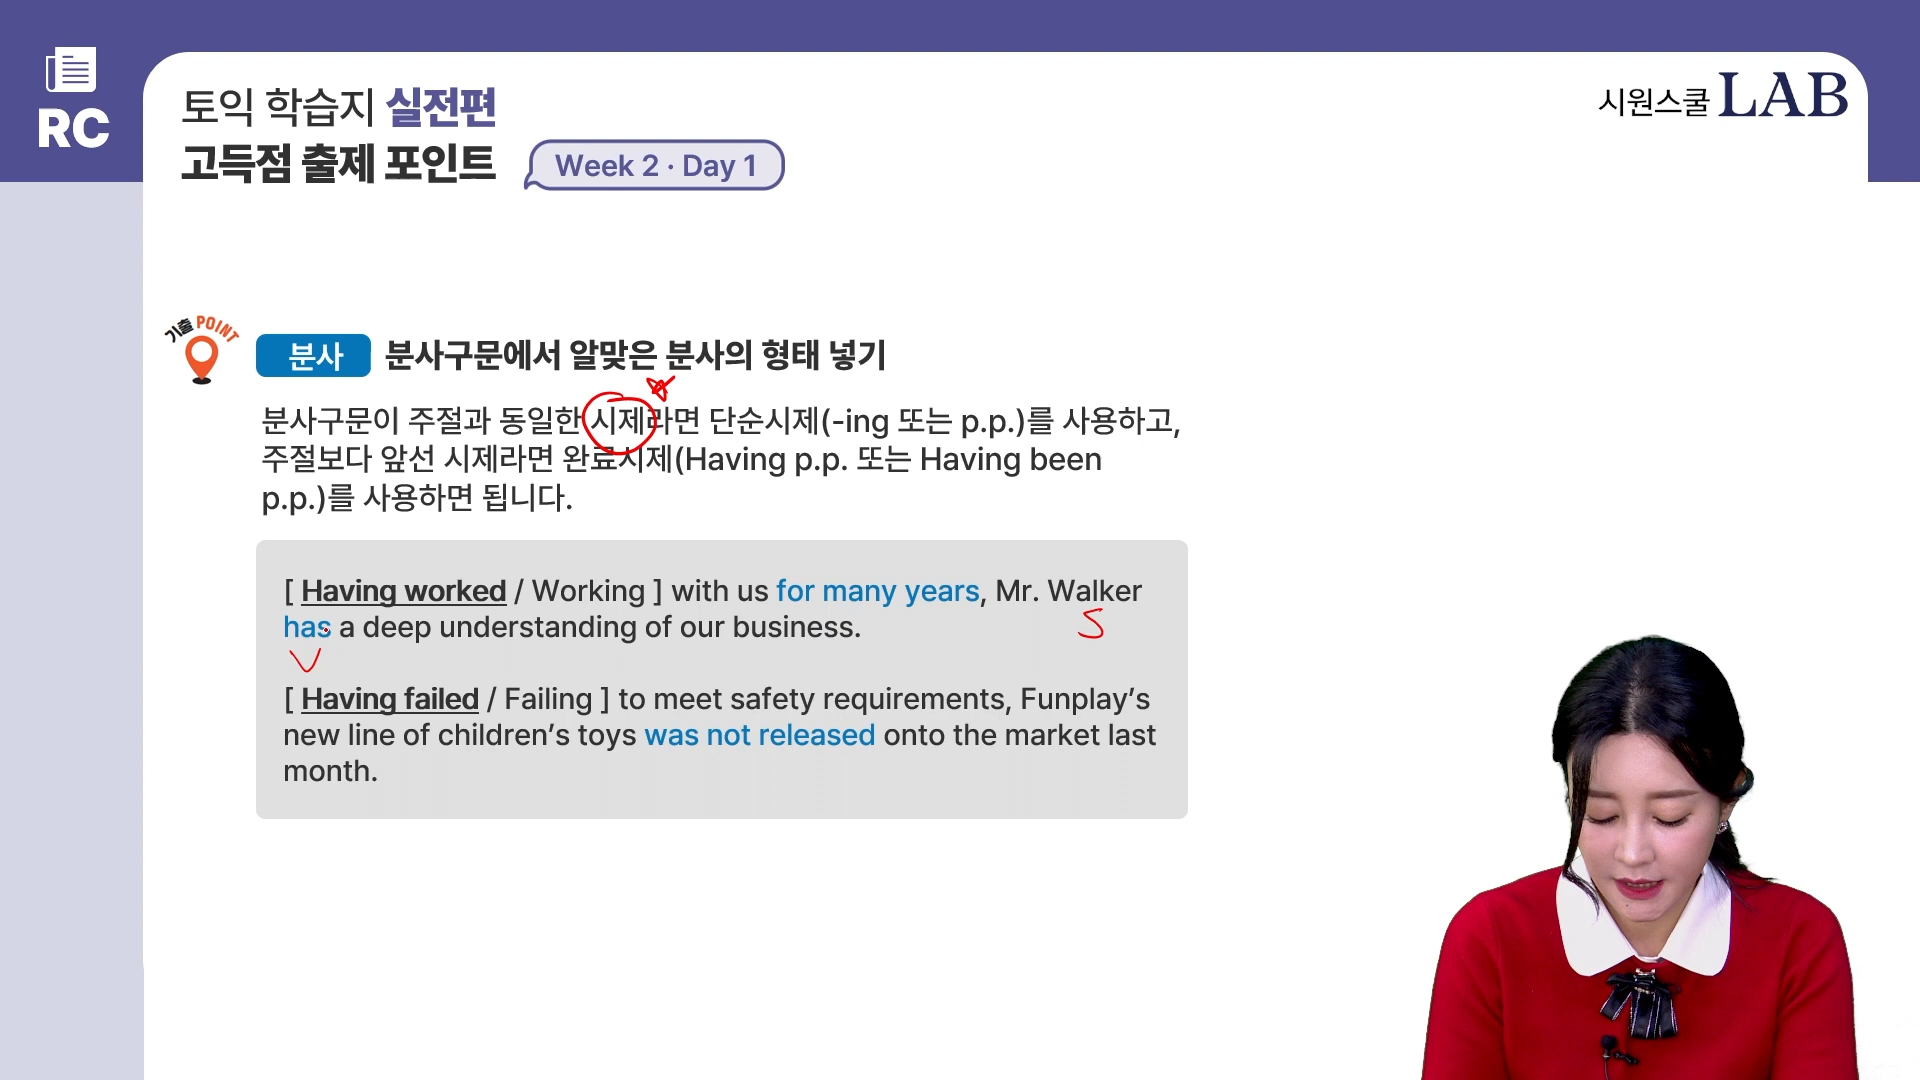 RC
토익 학습지 실전편
고득점 출제 포인트
Week 2 · Day 1
시원스쿨 LAB
기출 POINT
분사 분사구문에서 알맞은 분사의 형태 넣기
분사구문이 주절과 동일한 시제라면 단순시제(-ing 또는 p.p.)를 사용하고,
주절보다 앞선 시제라면 완료시제(Having p.p. 또는 Having been
p.p.)를 사용하면 됩니다.
[ Having worked / Working ] with us for many years, Mr. Walker
S
has a deep understanding of our business.
V
[ Having failed / Failing ] to meet safety requirements, Funplay’s
new line of children’s toys was not released onto the market last
month.